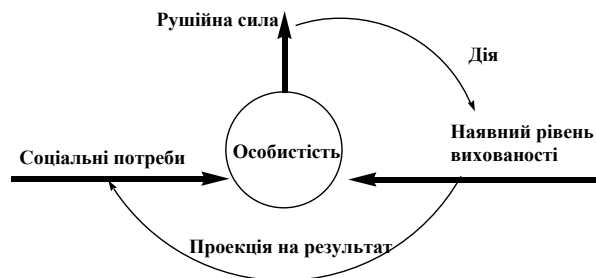 Рушійна сила
Дія
Наявний рівень
вихованості
Особистість
Соціальні потреби
Проекція на результат